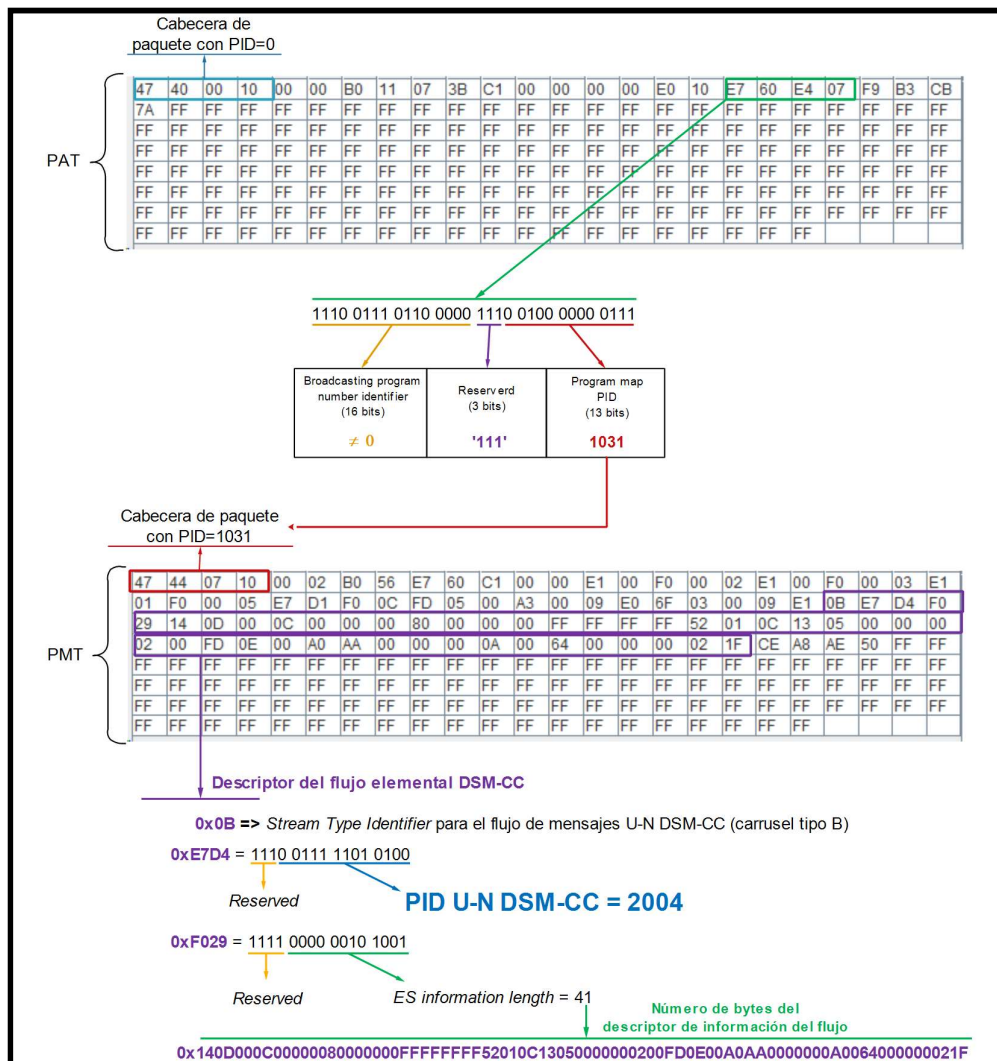 Cabecera de
paquete con PID=0
47 40 00 10 00 00 B0 11 07 3B C1 00 00 00 00 E0 10 E7 60 E4 07 F9 B3 CB
7A FF FF FF FF FF FF FF FF FF FF FF FF FF FF FF FF FF FF FF FF FF FF FF
FF FF FF FF FF FF FF FF FF FF FF FF FF FF FF FF FF FF FF FF FF FF FF FF
FF FF FF FF FF FF FF FF FF FF FF FF FF FF FF FF FF FF FF FF FF FF FF FF
PAT
FF FF FF FF FF FF FF FF FF FF FF FF FF FF FF FF FF FF FF FF FF FF FF FF
FF FF FF FF FF FF FF FF FF FF FF FF FF FF FF FF FF FF FF FF FF FF FF FF
FF FF FF FF FF FF FF FF FF FF FF FF FF FF FF FF FF FF FF FF FF FF FF FF
FF FF FF FF FF FF FF FF FF FF FF FF FF FF FF FF FF FF FF FF
1110 0111 0110 0000 1110 0100 0000 0111
Broadcasting program
number identifier
(16 bits)
≠ 0
Reserverd
(3 bits)
'111'
Program map
PID
(13 bits)
1031
Cabecera de paquete
con PID=1031
47 44 07 10 00 02 B0 56 E7 60 C1 00 00 E1 00 F0 00 02 E1 00 F0 00 03 E1
01 F0 00 05 E7 D1 F0 0C FD 05 00 A3 00 09 E0 6F 03 00 09 E1 0B E7 D4 F0
29 14 0D 00 0C 00 00 00 80 00 00 00 FF FF FF FF 52 01 0C 13 05 00 00 00
PMT
02 00 FD 0E 00 A0 AA 00 00 00 0A 00 64 00 00 00 02 1F CE A8 AE 50 FF FF
FF FF FF FF FF FF FF FF FF FF FF FF FF FF FF FF FF FF FF FF FF FF FF FF
FF FF FF FF FF FF FF FF FF FF FF FF FF FF FF FF FF FF FF FF FF FF FF FF
FF FF FF FF FF FF FF FF FF FF FF FF FF FF FF FF FF FF FF FF FF FF FF FF
FF FF FF FF FF FF FF FF FF FF FF FF FF FF FF FF FF FF FF FF
Descriptor del flujo elemental DSM-CC
0x0B => Stream Type Identifier para el flujo de mensajes U-N DSM-CC (carrusel tipo B)
0xE7D4 = 1110 0111 1101 0100
Reserved
PID U-N DSM-CC = 2004
0xF029 = 1111 0000 0010 1001
Reserved
ES information length = 41
Número de bytes del
descriptor de información del flujo
0x140D000C00000080000000FFFFFFFF52010C13050000000200FD0E00A0AA0000000A0064000000021F